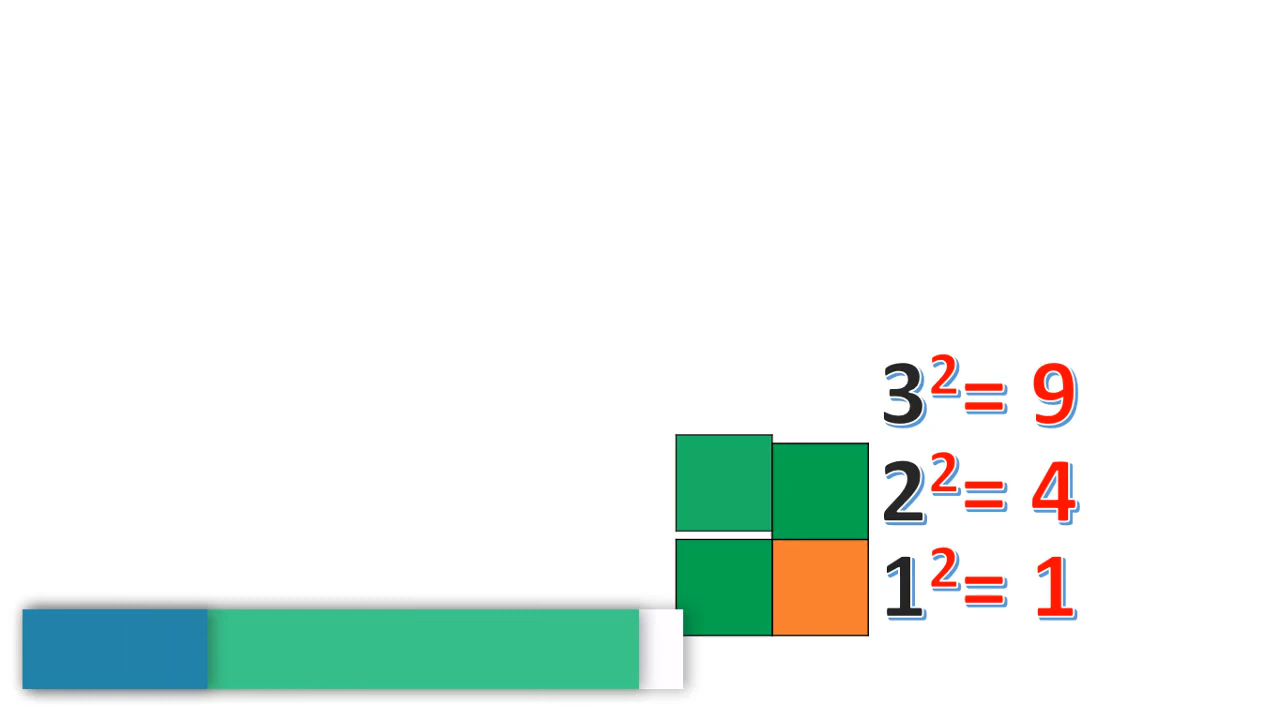 3²= 9
2²= 4
1²= 1